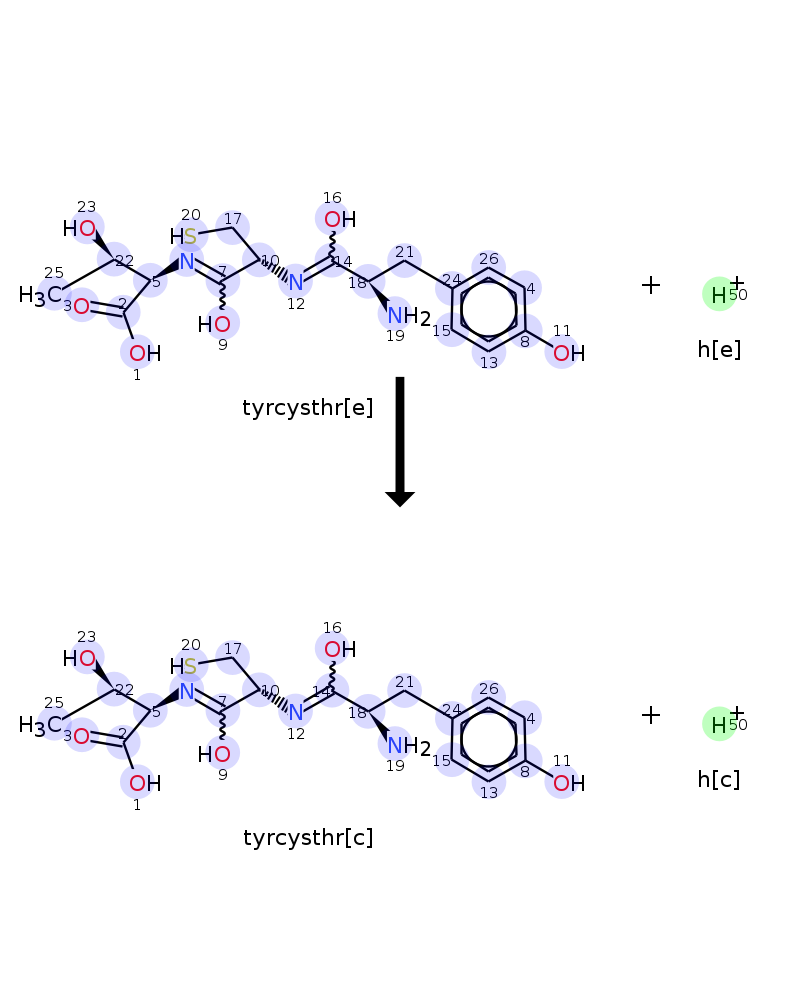 16
23 20 17
HO HS OH
25 22 N 7 10 14 21 26
H3C 3 O 2 5 N 12 18 24 4 + H+ 50
HO NH2 15 8 11
9 19 13 OH h[e]
OH
1
tyrcysthr[e]
16
23 20 17
HO HS OH
25 22 N 7 10 14 21 26
H3C 3 O 2 5 N 12 18 24 4 + H+ 50
HO NH2 15 8 11
9 19 13 OH h[c]
OH
1
tyrcysthr[c]